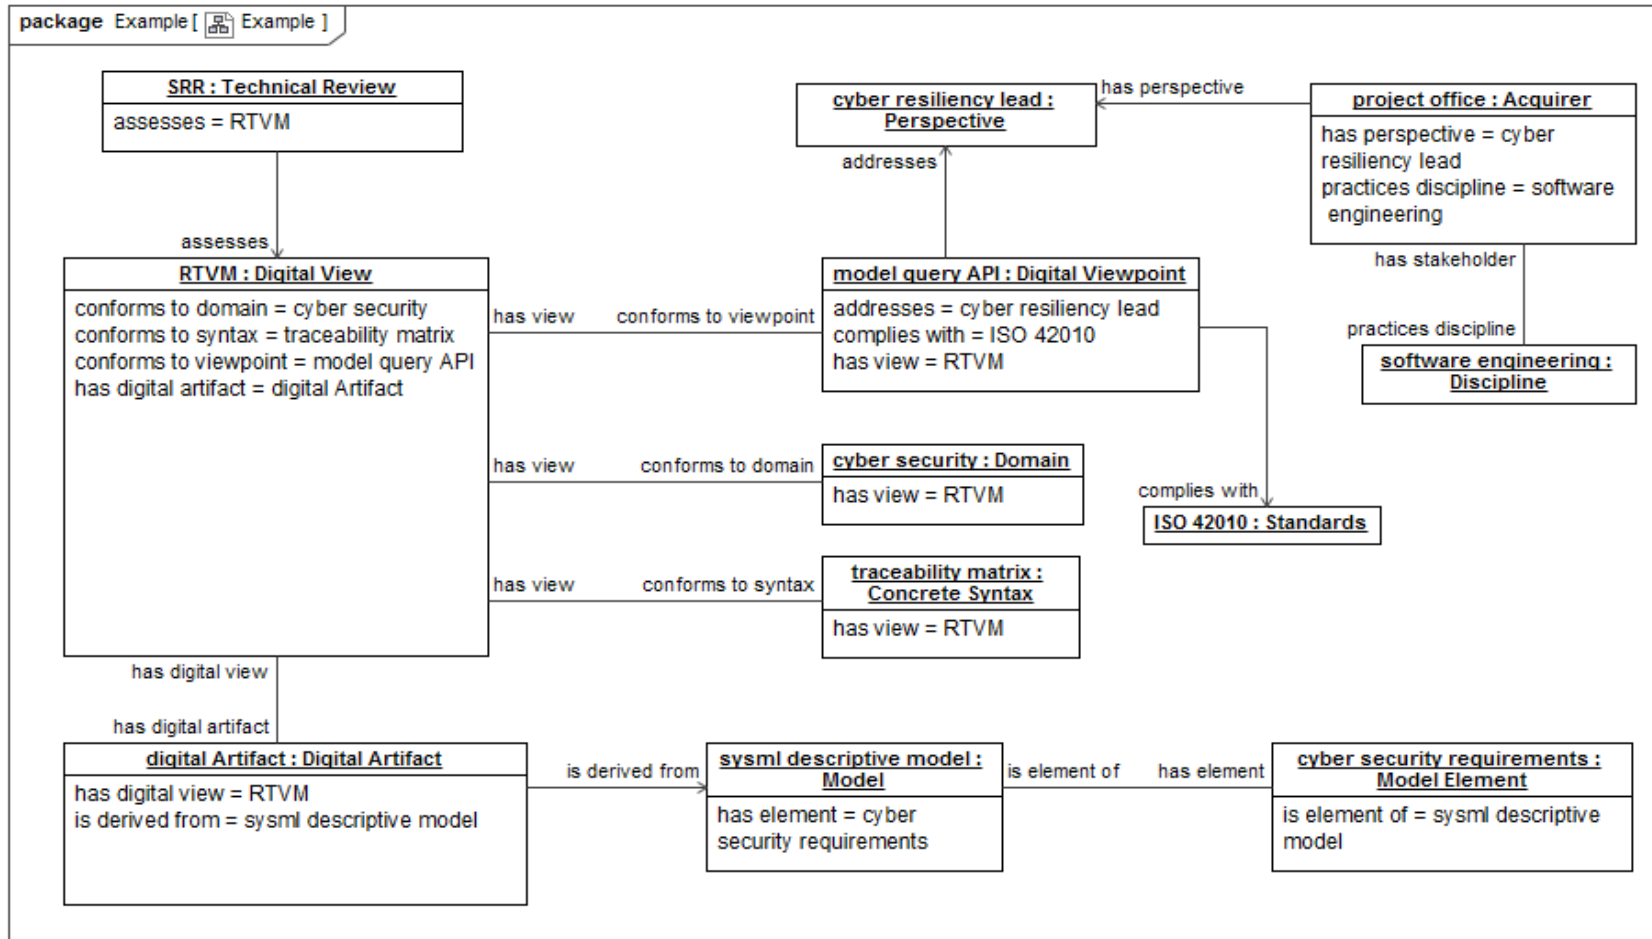 package Example [ Example ]
SRR : Technical Review
assesses = RTVM
assesses
cyber resiliency lead :
Perspective
has perspective
project office : Acquirer
has perspective = cyber
resiliency lead
practices discipline = software
engineering
addresses
has stakeholder
practices discipline
software engineering :
Discipline
RTVM : Digital View
conforms to domain = cyber security
conforms to syntax = traceability matrix
conforms to viewpoint = model query API
has digital artifact = digital Artifact
has view
conforms to viewpoint
model query API : Digital Viewpoint
addresses = cyber resiliency lead
complies with = ISO 42010
has view = RTVM
has view
conforms to domain
cyber security : Domain
has view = RTVM
complies with
ISO 42010 : Standards
has view
conforms to syntax
traceability matrix :
Concrete Syntax
has view = RTVM
has digital view
has digital artifact
digital Artifact : Digital Artifact
has digital view = RTVM
is derived from = sysml descriptive model
is derived from
sysml descriptive model :
Model
has element = cyber
security requirements
is element of
has element
cyber security requirements :
Model Element
is element of = sysml descriptive
model